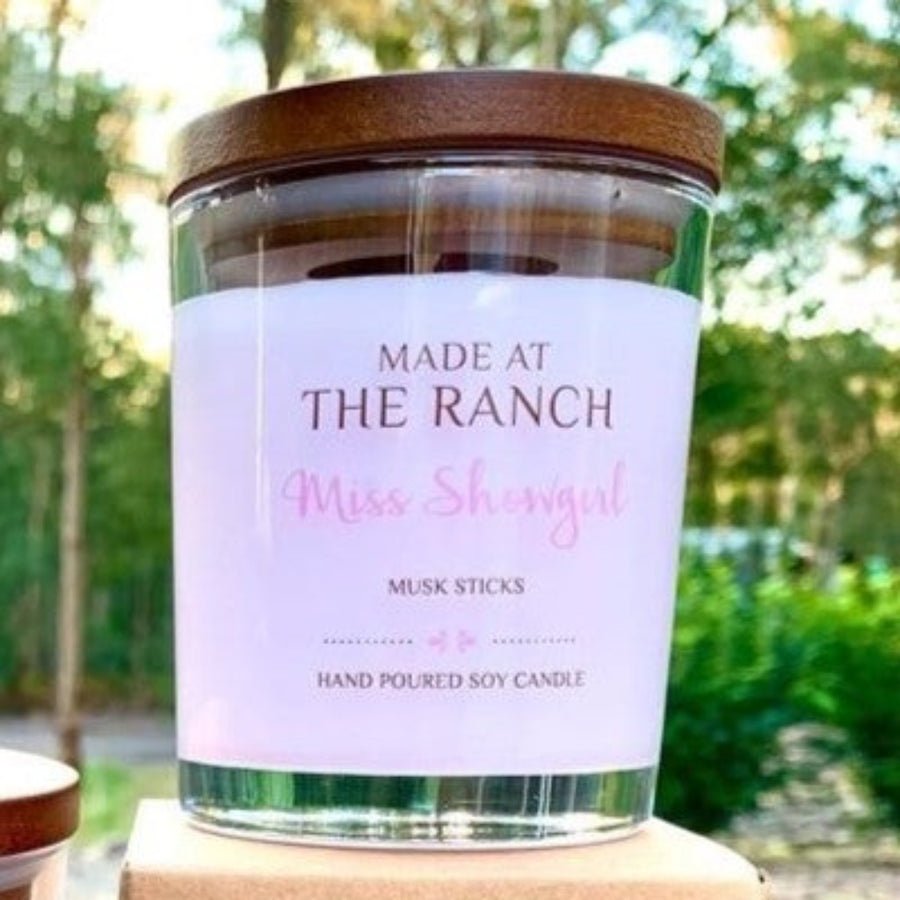 MADE AT
THE RANCH
Miss Showgirl
MUSK STICKS
HAND POURED SOY CANDLE